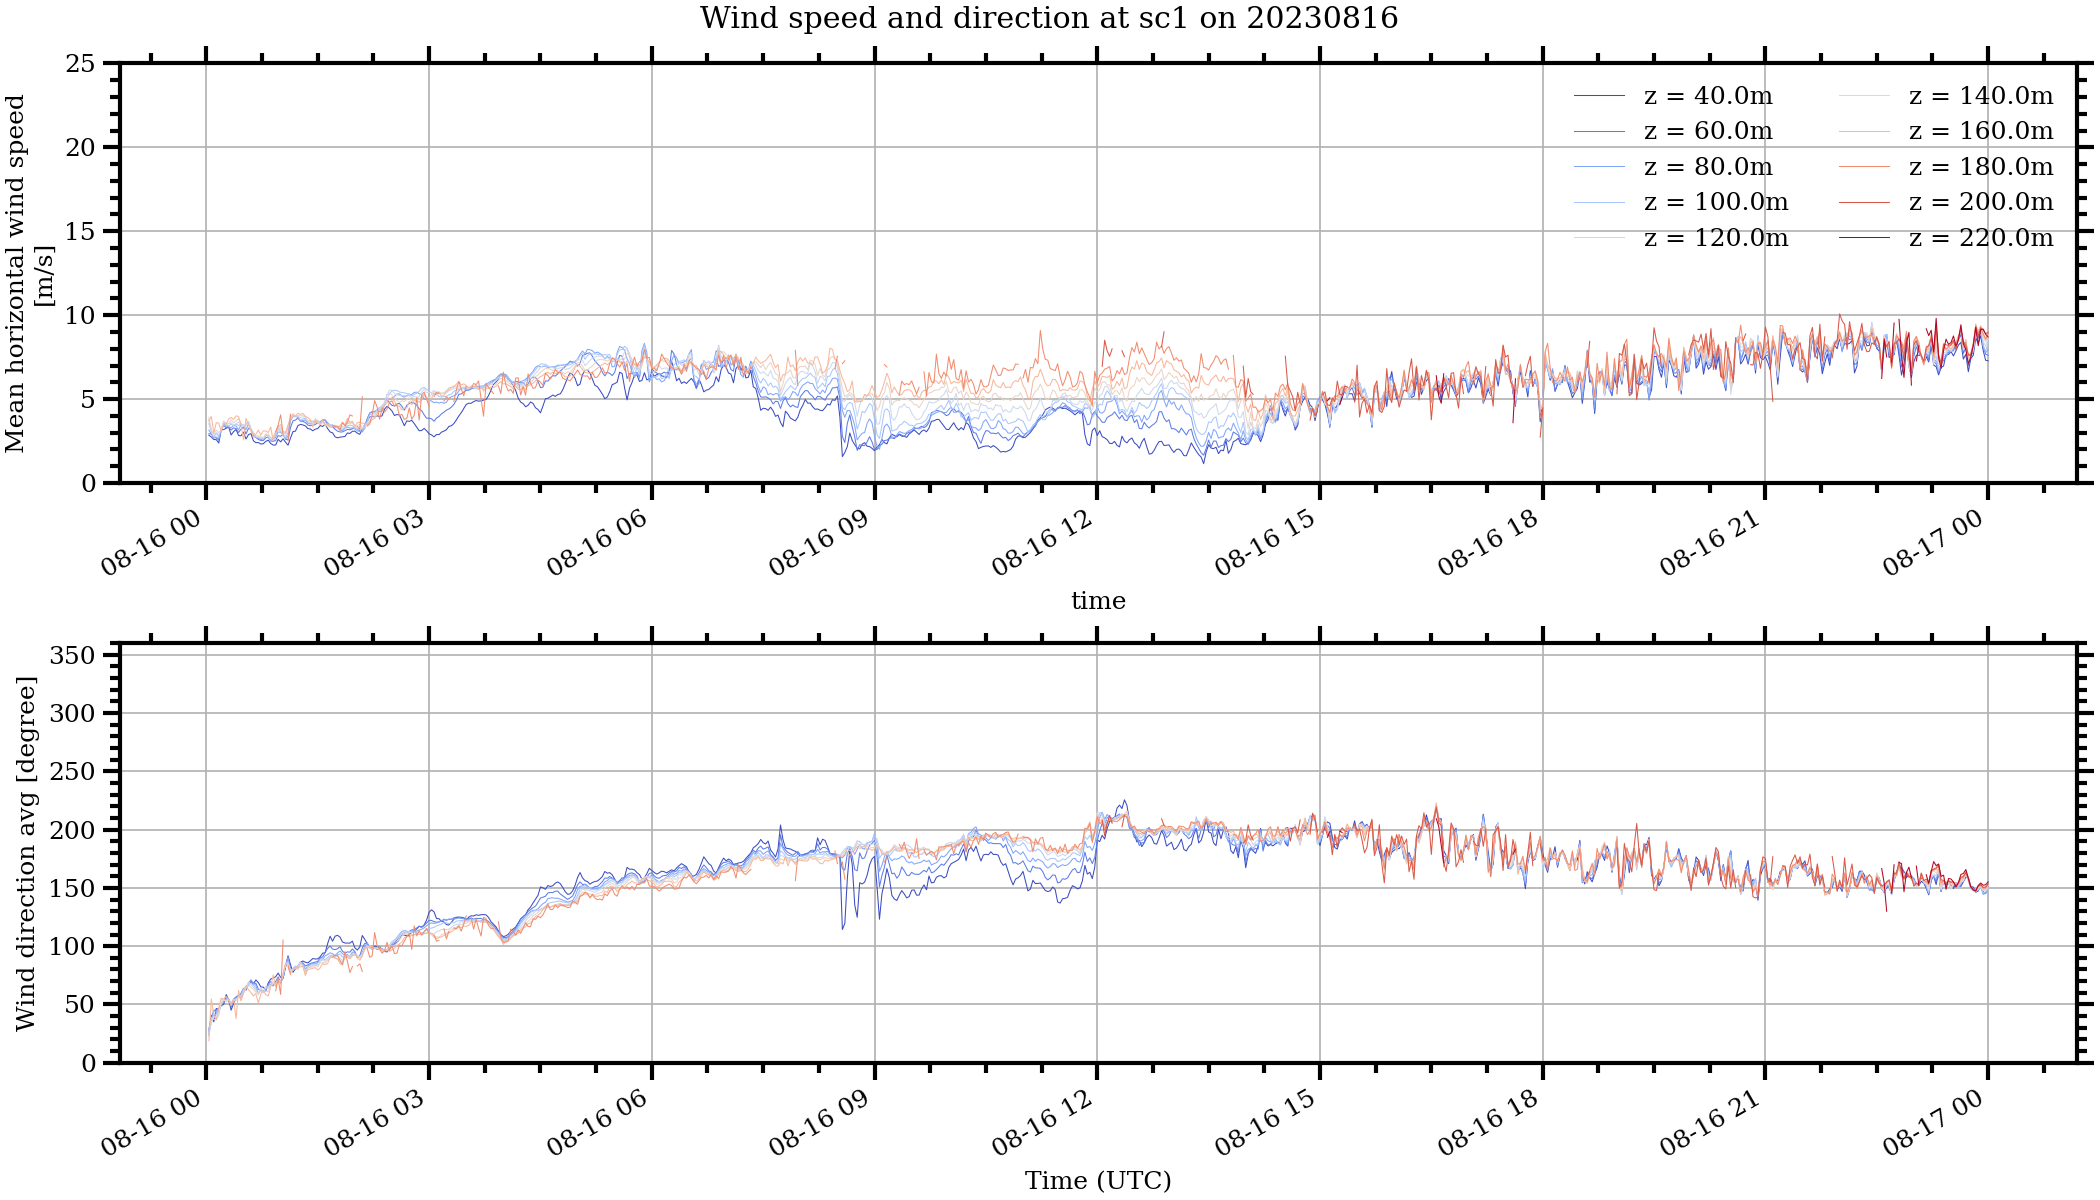 Wind speed and direction at sc1 on 20230816
Mean horizontal wind speed
[m/s]
25
20
15
10
5
0
z = 40.0m
z = 60.0m
z = 80.0m
z = 100.0m
z = 120.0m
z = 140.0m
z = 160.0m
z = 180.0m
z = 200.0m
z = 220.0m
08-16 00
08-16 03
08-16 06
08-16 09
08-16 12
08-16 15
08-16 18
08-16 21
08-17 00
time
Wind direction avg [degree]
350
300
250
200
150
100
50
0
08-16 00
08-16 03
08-16 06
08-16 09
08-16 12
08-16 15
08-16 18
08-16 21
08-17 00
Time (UTC)